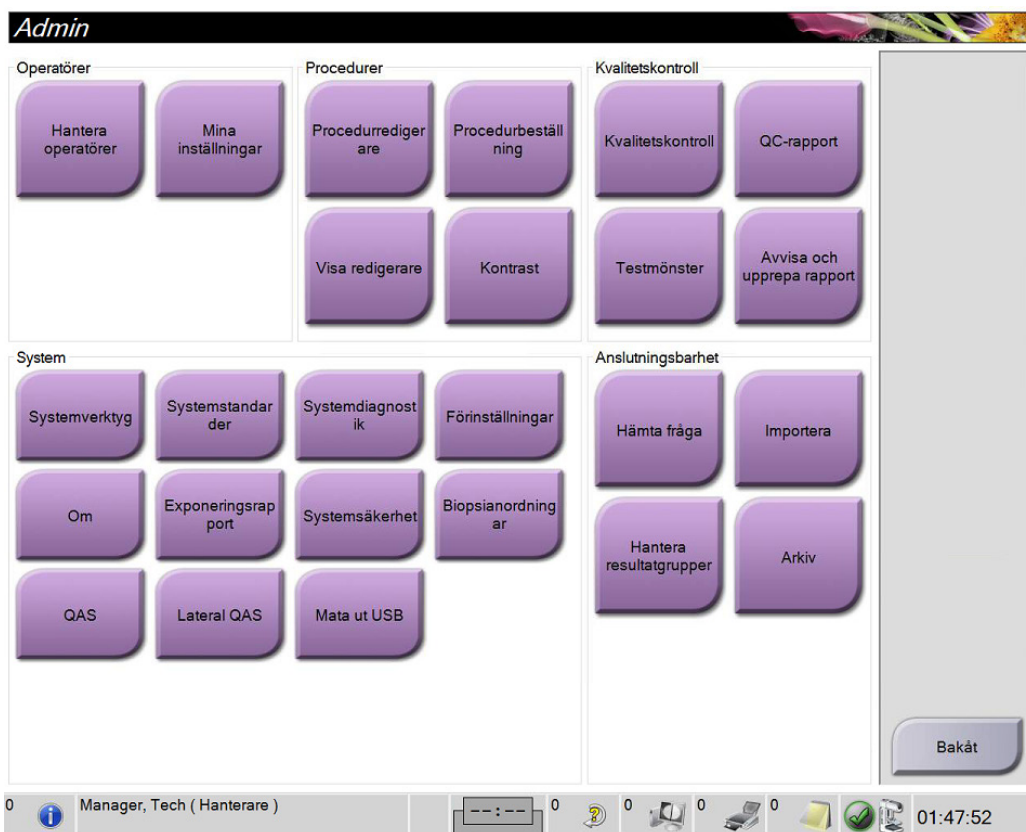 Admin
Operatörer
Hantera
operatörer
Mina
inställningar
Procedurer
Procedurrediger
are
Procedurbeställ
ning
Visa redigerare
Kontrast
Kvalitetskontroll
Kvalitetskontroll
QC-rapport
Testmönster
Avvisa och
upprepa rapport
System
Systemverktyg
Systemstandar
der
Systemdiagnost
ik
Förinställningar
Om
Exponeringsrap
port
Systemsäkerhet
Biopsianordning
ar
QAS
Lateral QAS
Mata ut USB
Anslutningsbarhet
Hämta fråga
Importera
Hantera
resultatgrupper
Arkiv
Bakåt
0
Manager, Tech ( Hanterare )
--:--
0
0
0
0
01:47:52